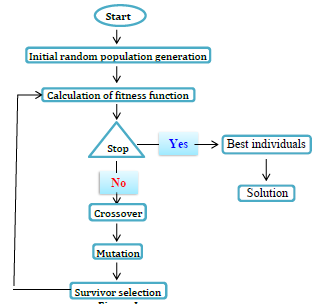 Start
Initial random population generation
Calculation of fitness function
Stop
Yes
Best individuals
No
Solution
Crossover
Mutation
Survivor selection